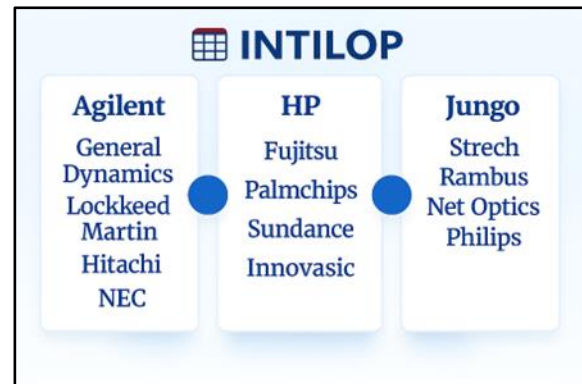 INTILOP
Agilent
General
Dynamics
Lockkeed
Martin
Hitachi
NEC
HP
Fujitsu
Palmchips
Sundance
Innovasic
Jungo
Strech
Rambus
Net Optics
Philips